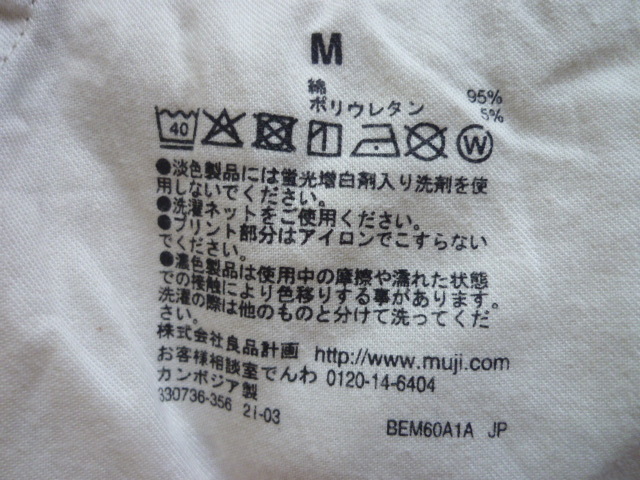 M
綿 95%
ポリウレタン 5%
40 W
●淡色製品には蛍光増白剤入り洗剤を使
用しないでください。
●洗濯ネットをご使用ください。
●プリント部分はアイロンでこすらない
でください。
●濃色製品は使用中の摩擦や濡れた状態
での接触により色移りする事があります。
洗濯の際は他のものと分けて洗ってくだ
さい。
株式会社良品計画 http://www.muji.com
お客様相談室でんわ 0120-14-6404
カンボジア製
330736-356 21-03
BEM60A1A JP